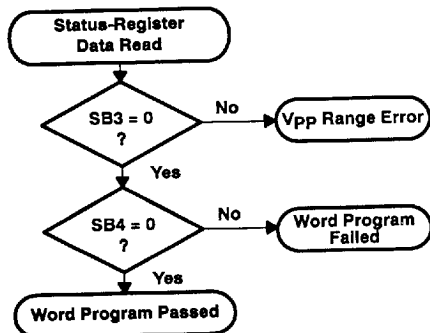 Status-Register
Data Read
SB3 = 0
?
No
VPP Range Error
Yes
SB4 = 0
?
No
Word Program
Failed
Yes
Word Program Passed